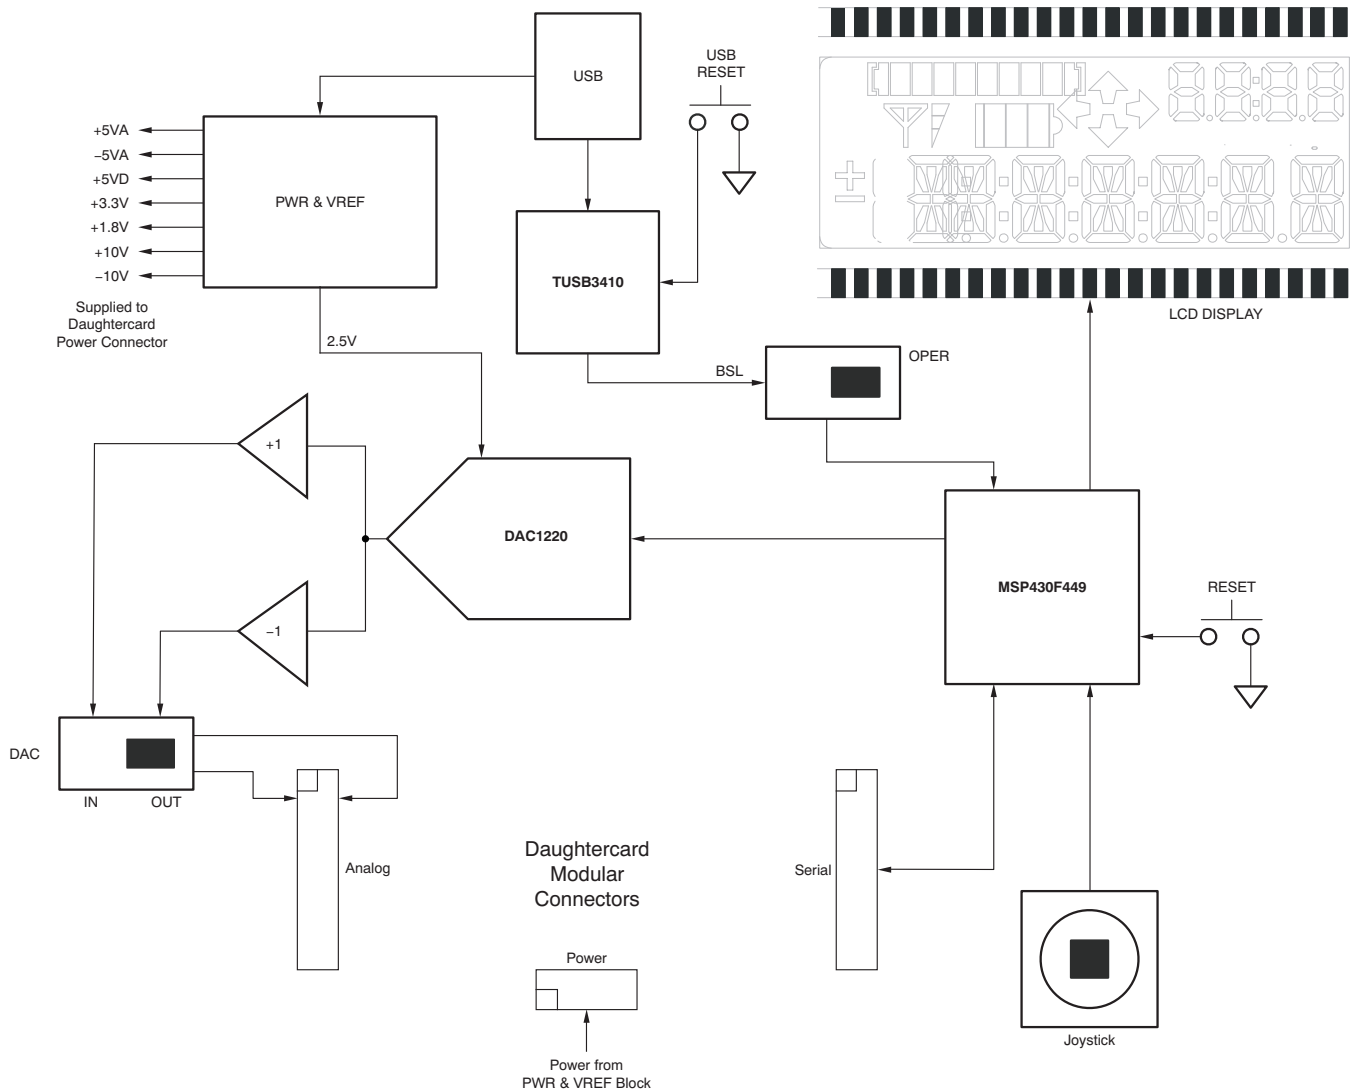 USB
USB
RESET
+5VA
–5VA
+5VD
+3.3V
+1.8V
+10V
–10V
PWR & VREF
Supplied to
Daughtercard
Power Connector
TUSB3410
LCD DISPLAY
2.5V
BSL
OPER
+1
DAC1220
MSP430F449
RESET
–1
DAC
IN
OUT
Analog
Daughtercard
Modular
Connectors
Serial
Power
Power from
PWR & VREF Block
Joystick